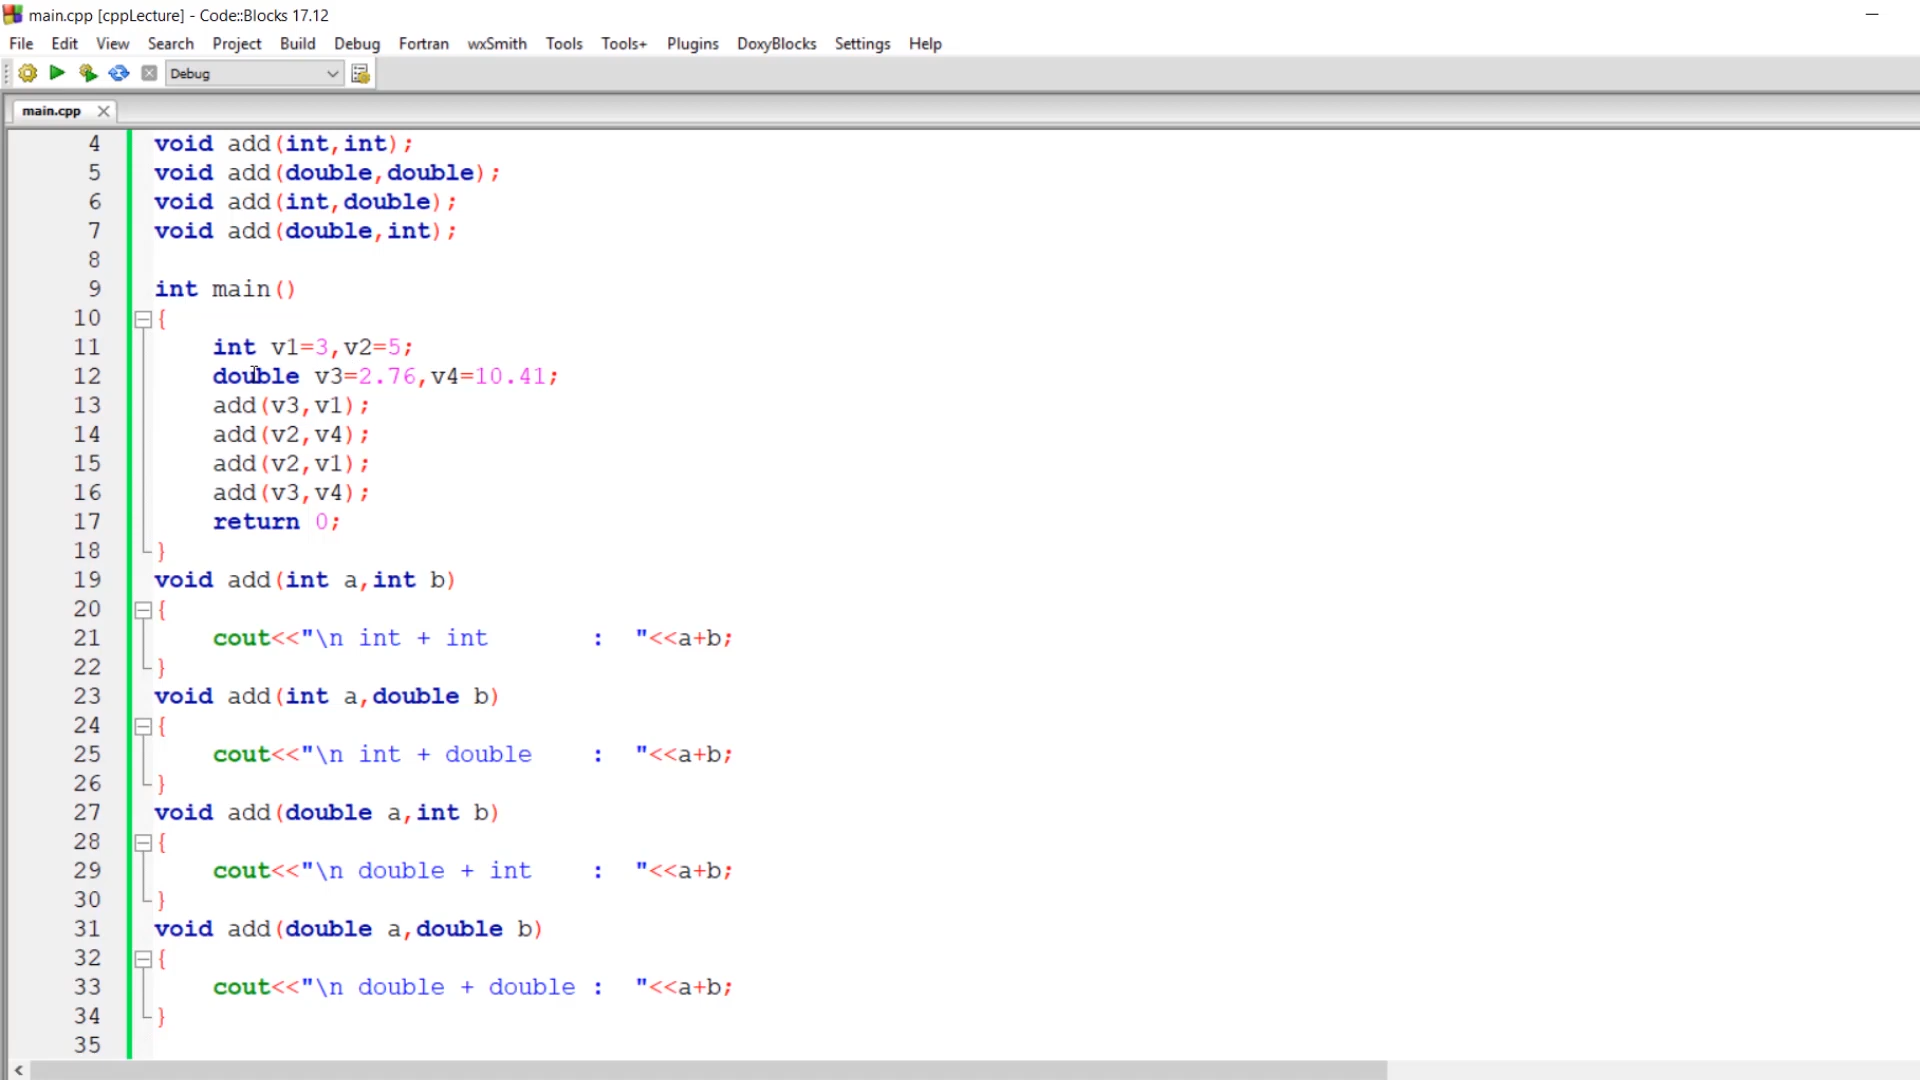 main.cpp [cppLecture] - Code::Blocks 17.12
File Edit View Search Project Build Debug Fortran wxSmith Tools Tools+ Plugins DoxyBlocks Settings Help
Debug
main.cpp
4 void add(int,int);
5 void add(double,double);
6 void add(int,double);
7 void add(double,int);
8
9 int main()
10 {
11 int v1=3,v2=5;
12 double v3=2.76,v4=10.41;
13 add(v3,v1);
14 add(v2,v4);
15 add(v2,v1);
16 add(v3,v4);
17 return 0;
18 }
19 void add(int a,int b)
20 {
21 cout<<"\n int + int       :  "<<a+b;
22 }
23 void add(int a,double b)
24 {
25 cout<<"\n int + double    :  "<<a+b;
26 }
27 void add(double a,int b)
28 {
29 cout<<"\n double + int    :  "<<a+b;
30 }
31 void add(double a,double b)
32 {
33 cout<<"\n double + double :  "<<a+b;
34 }
35